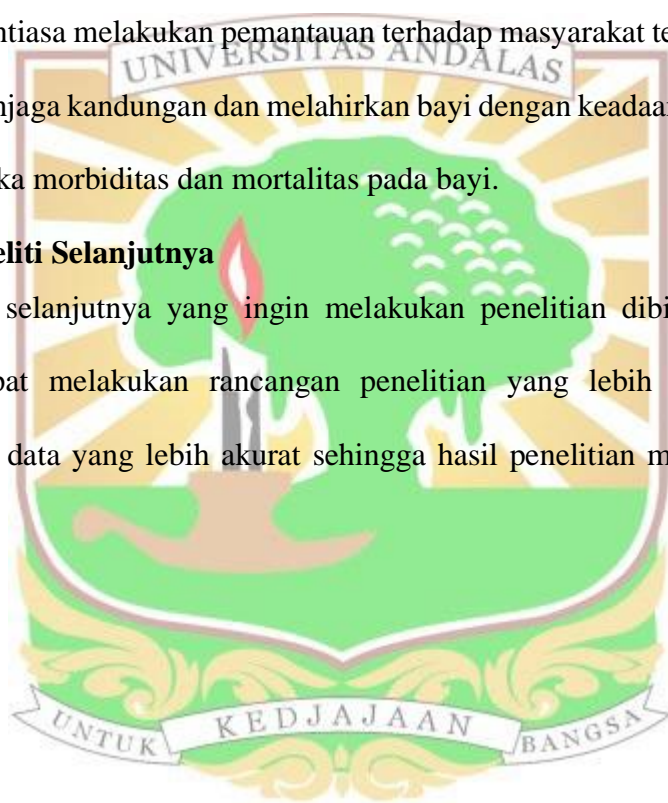 ntiasa melakukan pemantauan terhadap masyarakat te
UNIVERSITAS ANDALAS
njaga kandungan dan melahirkan bayi dengan keadaan
ka morbiditas dan mortalitas pada bayi.
eliti Selanjutnya
selanjutnya yang ingin melakukan penelitian dibi
pat melakukan rancangan penelitian yang lebih
data yang lebih akurat sehingga hasil penelitian m
UNTUK KEDJAJAAN BANGSA